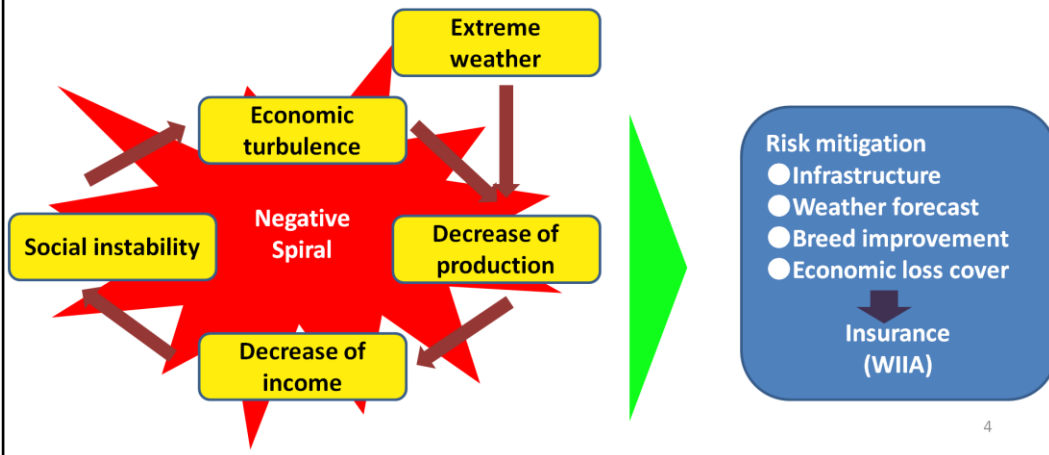 Extreme
weather
Economic
turbulence
Negative
Spiral
Social instability
Decrease of
production
Decrease of
income
Risk mitigation
●Infrastructure
●Weather forecast
●Breed improvement
●Economic loss cover
Insurance
(WIIA)
4